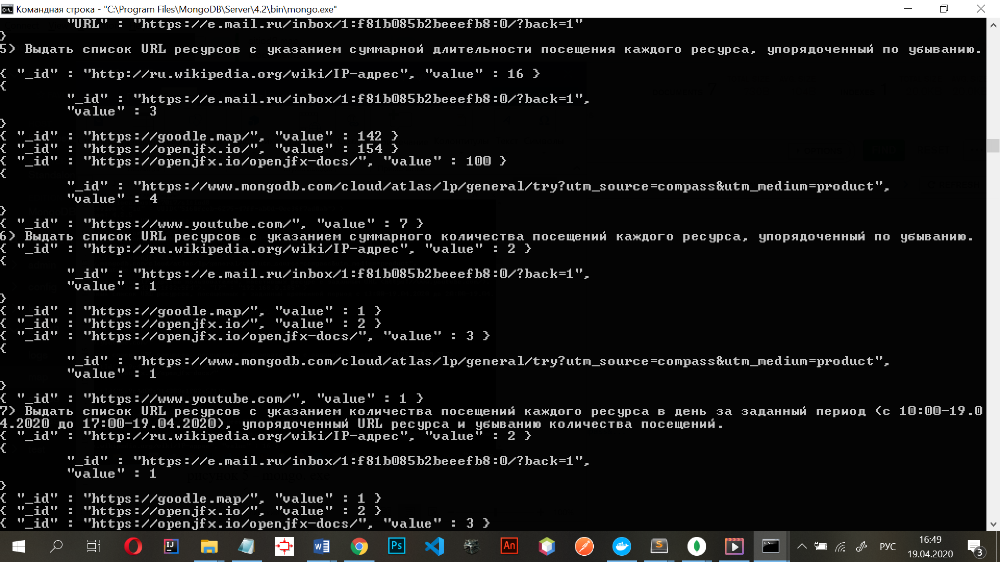 Командная строка - "C:\Program Files\MongoDB\Server\4.2\bin\mongo.exe"
"URL" : "https://e.mail.ru/inbox/1:f81b085b2beeefb8:0/?back=1"
}
5) Выдать список URL ресурсов с указанием суммарной длительности посещения каждого ресурса, упорядоченный по убыванию.
{ "_id" : "http://ru.wikipedia.org/wiki/IP-адрес", "value" : 16 }
{
"_id" : "https://e.mail.ru/inbox/1:f81b085b2beeefb8:0/?back=1",
"value" : 3
}
{ "_id" : "https://goodle.map/", "value" : 142 }
{ "_id" : "https://openjfx.io/", "value" : 154 }
{ "_id" : "https://openjfx.io/openjfx-docs/", "value" : 100 }
{
"_id" : "https://www.mongodb.com/cloud/atlas/lp/general/try?utm_source=compass&utm_medium=product",
"value" : 4
}
{ "_id" : "https://www.youtube.com/", "value" : 7 }
6) Выдать список URL ресурсов с указанием суммарного количества посещений каждого ресурса, упорядоченный по убыванию.
{ "_id" : "http://ru.wikipedia.org/wiki/IP-адрес", "value" : 2 }
{
"_id" : "https://e.mail.ru/inbox/1:f81b085b2beeefb8:0/?back=1",
"value" : 1
}
{ "_id" : "https://goodle.map/", "value" : 1 }
{ "_id" : "https://openjfx.io/", "value" : 2 }
{ "_id" : "https://openjfx.io/openjfx-docs/", "value" : 3 }
{
"_id" : "https://www.mongodb.com/cloud/atlas/lp/general/try?utm_source=compass&utm_medium=product",
"value" : 1
}
{ "_id" : "https://www.youtube.com/", "value" : 1 }
7) Выдать список URL ресурсов с указанием количества посещений каждого ресурса в день за заданный период (с 10:00-19.0
4.2020 до 17:00-19.04.2020), упорядоченный URL ресурса и убыванию количества посещений.
{ "_id" : "http://ru.wikipedia.org/wiki/IP-адрес", "value" : 2 }
{
"_id" : "https://e.mail.ru/inbox/1:f81b085b2beeefb8:0/?back=1",
"value" : 1
}
{ "_id" : "https://goodle.map/", "value" : 1 }
{ "_id" : "https://openjfx.io/", "value" : 2 }
{ "_id" : "https://openjfx.io/openjfx-docs/", "value" : 3 }
IJ
W
Ps
An
S
РУС
16:49
19.04.2020
3